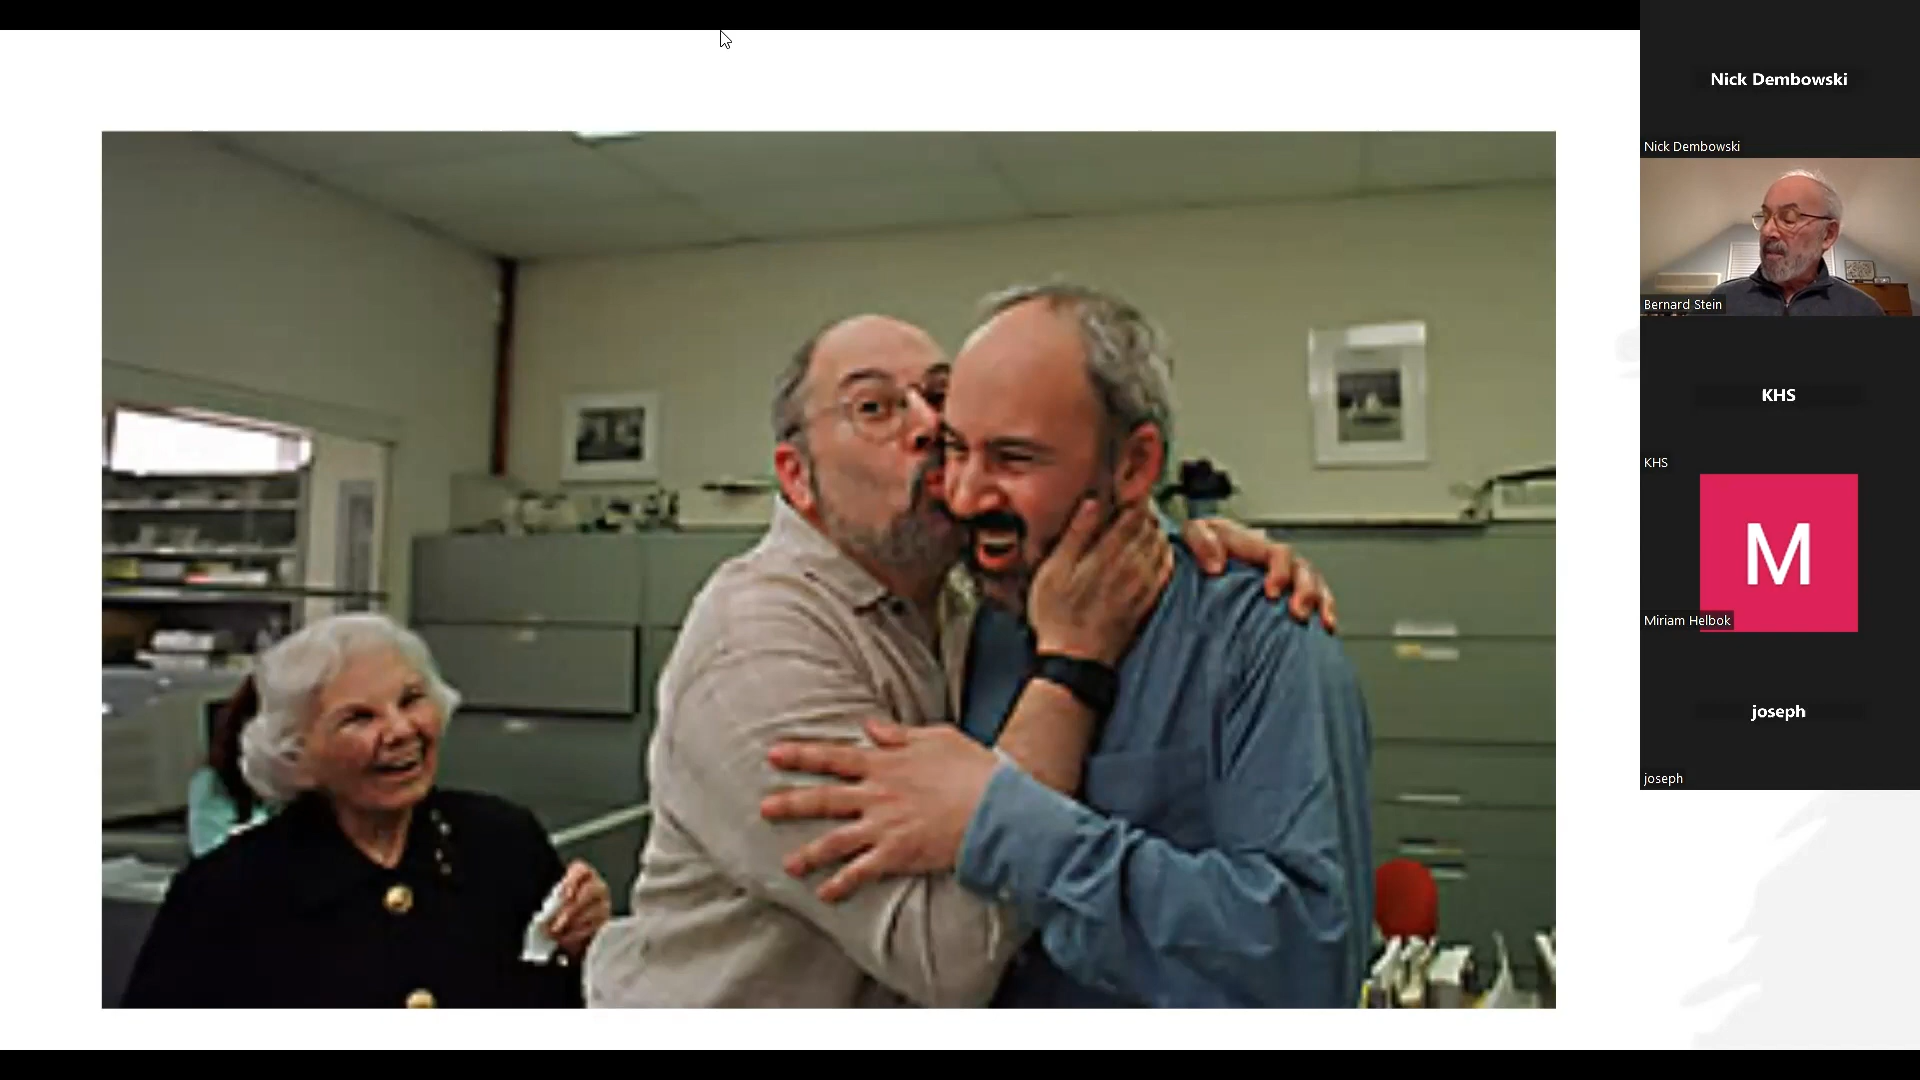 Nick Dembowski
Nick Dembowski
Bernard Stein
KHS
KHS
M
Miriam Helbok
joseph
joseph